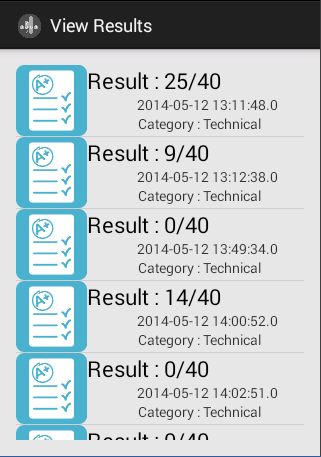 View Results
A+
Result : 25/40
2014-05-12 13:11:48.0
Category : Technical
A+
Result : 9/40
2014-05-12 13:12:38.0
Category : Technical
A+
Result : 0/40
2014-05-12 13:49:34.0
Category : Technical
A+
Result : 14/40
2014-05-12 14:00:52.0
Category : Technical
A+
Result : 0/40
2014-05-12 14:02:51.0
Category : Technical
Result : 0/40